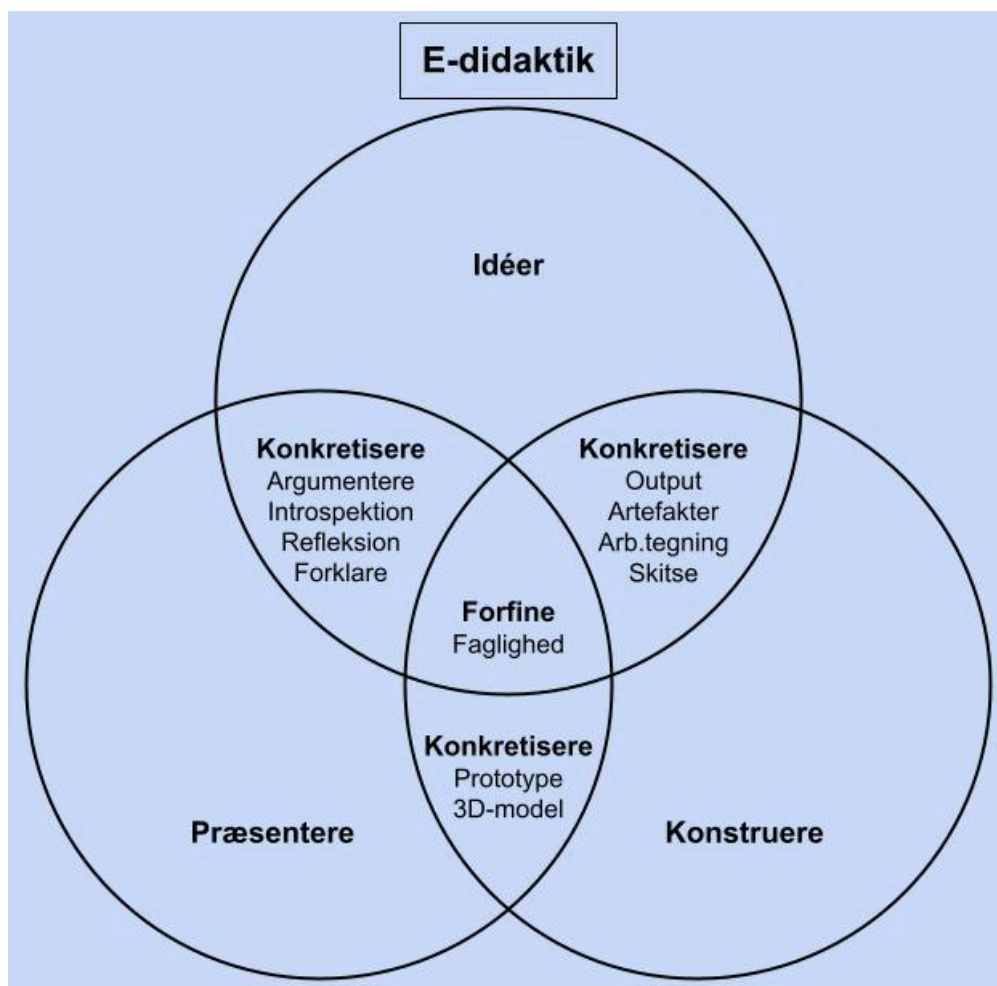 E-didaktik
Idéer
Konkretisere
Argumentere
Introspektion
Refleksion
Forklare
Konkretisere
Output
Artefakter
Arb.tegning
Skitse
Forfine
Faglighed
Konkretisere
Prototype
3D-model
Præsentere
Konstruere